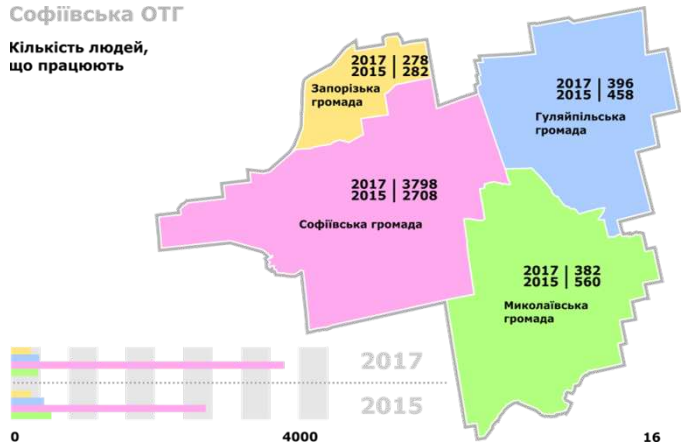 Софіївська ОТГ
Кількість людей,
що працюють
2017 | 278
2015 | 282
Запорізька
громада
2017 | 396
2015 | 458
Гуляйпільська
громада
2017 | 3798
2015 | 2708
Софіївська громада
2017 | 382
2015 | 560
Миколаївська
громада
2017
2015
0 4000 16